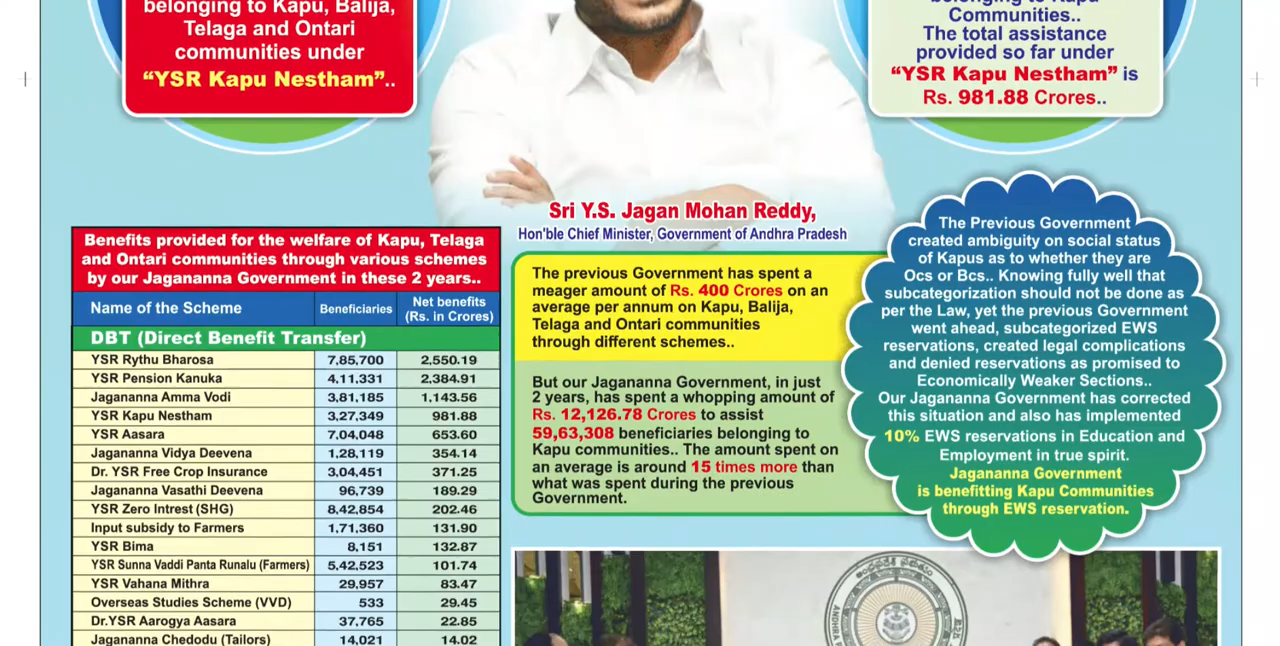 belonging to Kapu, Balija,
Telaga and Ontari
communities under
“YSR Kapu Nestham”..
belonging to Kapu
Communities..
The total assistance
provided so far under
“YSR Kapu Nestham” is
Rs. 981.88 Crores..
Sri Y.S. Jagan Mohan Reddy,
Hon'ble Chief Minister, Government of Andhra Pradesh
Benefits provided for the welfare of Kapu, Telaga
and Ontari communities through various schemes
by our Jagananna Government in these 2 years..
Name of the Scheme Beneficiaries Net benefits
(Rs. in Crores)
DBT (Direct Benefit Transfer)
YSR Rythu Bharosa 7,85,700 2,550.19
YSR Pension Kanuka 4,11,331 2,384.91
Jagananna Amma Vodi 3,81,185 1,143.56
YSR Kapu Nestham 3,27,349 981.88
YSR Aasara 7,04,048 653.60
Jagananna Vidya Deevena 1,28,119 354.14
Dr. YSR Free Crop Insurance 3,04,451 371.25
Jagananna Vasathi Deevena 96,739 189.29
YSR Zero Intrest (SHG) 8,42,854 202.46
Input subsidy to Farmers 1,71,360 131.90
YSR Bima 8,151 132.87
YSR Sunna Vaddi Panta Runalu (Farmers) 5,42,523 101.74
YSR Vahana Mithra 29,957 83.47
Overseas Studies Scheme (VVD) 533 29.45
Dr.YSR Aarogya Aasara 37,765 22.85
Jagananna Chedodu (Tailors) 14,021 14.02
The previous Government has spent a
meager amount of Rs. 400 Crores on an
average per annum on Kapu, Balija,
Telaga and Ontari communities
through different schemes..
But our Jagananna Government, in just
2 years, has spent a whopping amount of
Rs. 12,126.78 Crores to assist
59,63,308 beneficiaries belonging to
Kapu communities.. The amount spent on
an average is around 15 times more than
what was spent during the previous
Government.
The Previous Government
created ambiguity on social status
of Kapus as to whether they are
Ocs or Bcs.. Knowing fully well that
subcategorization should not be done as
per the Law, yet the previous Government
went ahead, subcategorized EWS
reservations, created legal complications
and denied reservations as promised to
Economically Weaker Sections..
Our Jagananna Government has corrected
this situation and also has implemented
10% EWS reservations in Education and
Employment in true spirit.
Jagananna Government
is benefitting Kapu Communities
through EWS reservation.